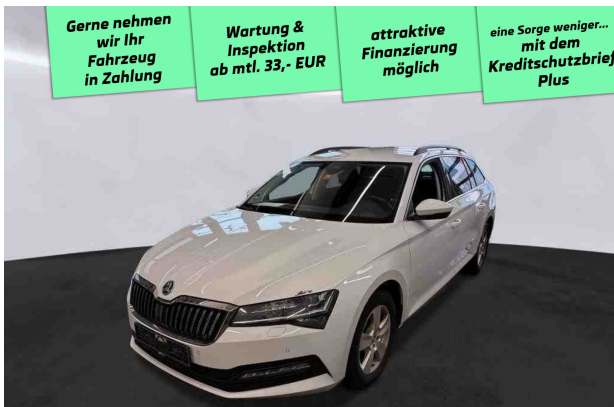 Gerne nehmen
wir Ihr
Fahrzeug
in Zahlung
Wartung &
Inspektion
ab mtl. 33,- EUR
attraktive
Finanzierung
möglich
eine Sorge weniger...
mit dem
Kreditschutzbrief
Plus